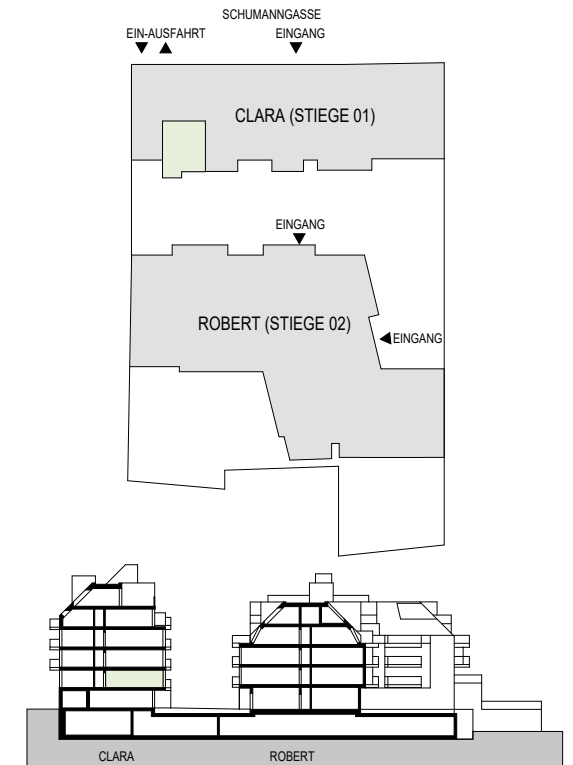 SCHUMANNGASSE
EIN-AUSFAHRT EINGANG
CLARA (STIEGE 01)
EINGANG
ROBERT (STIEGE 02)
EINGANG
CLARA ROBERT